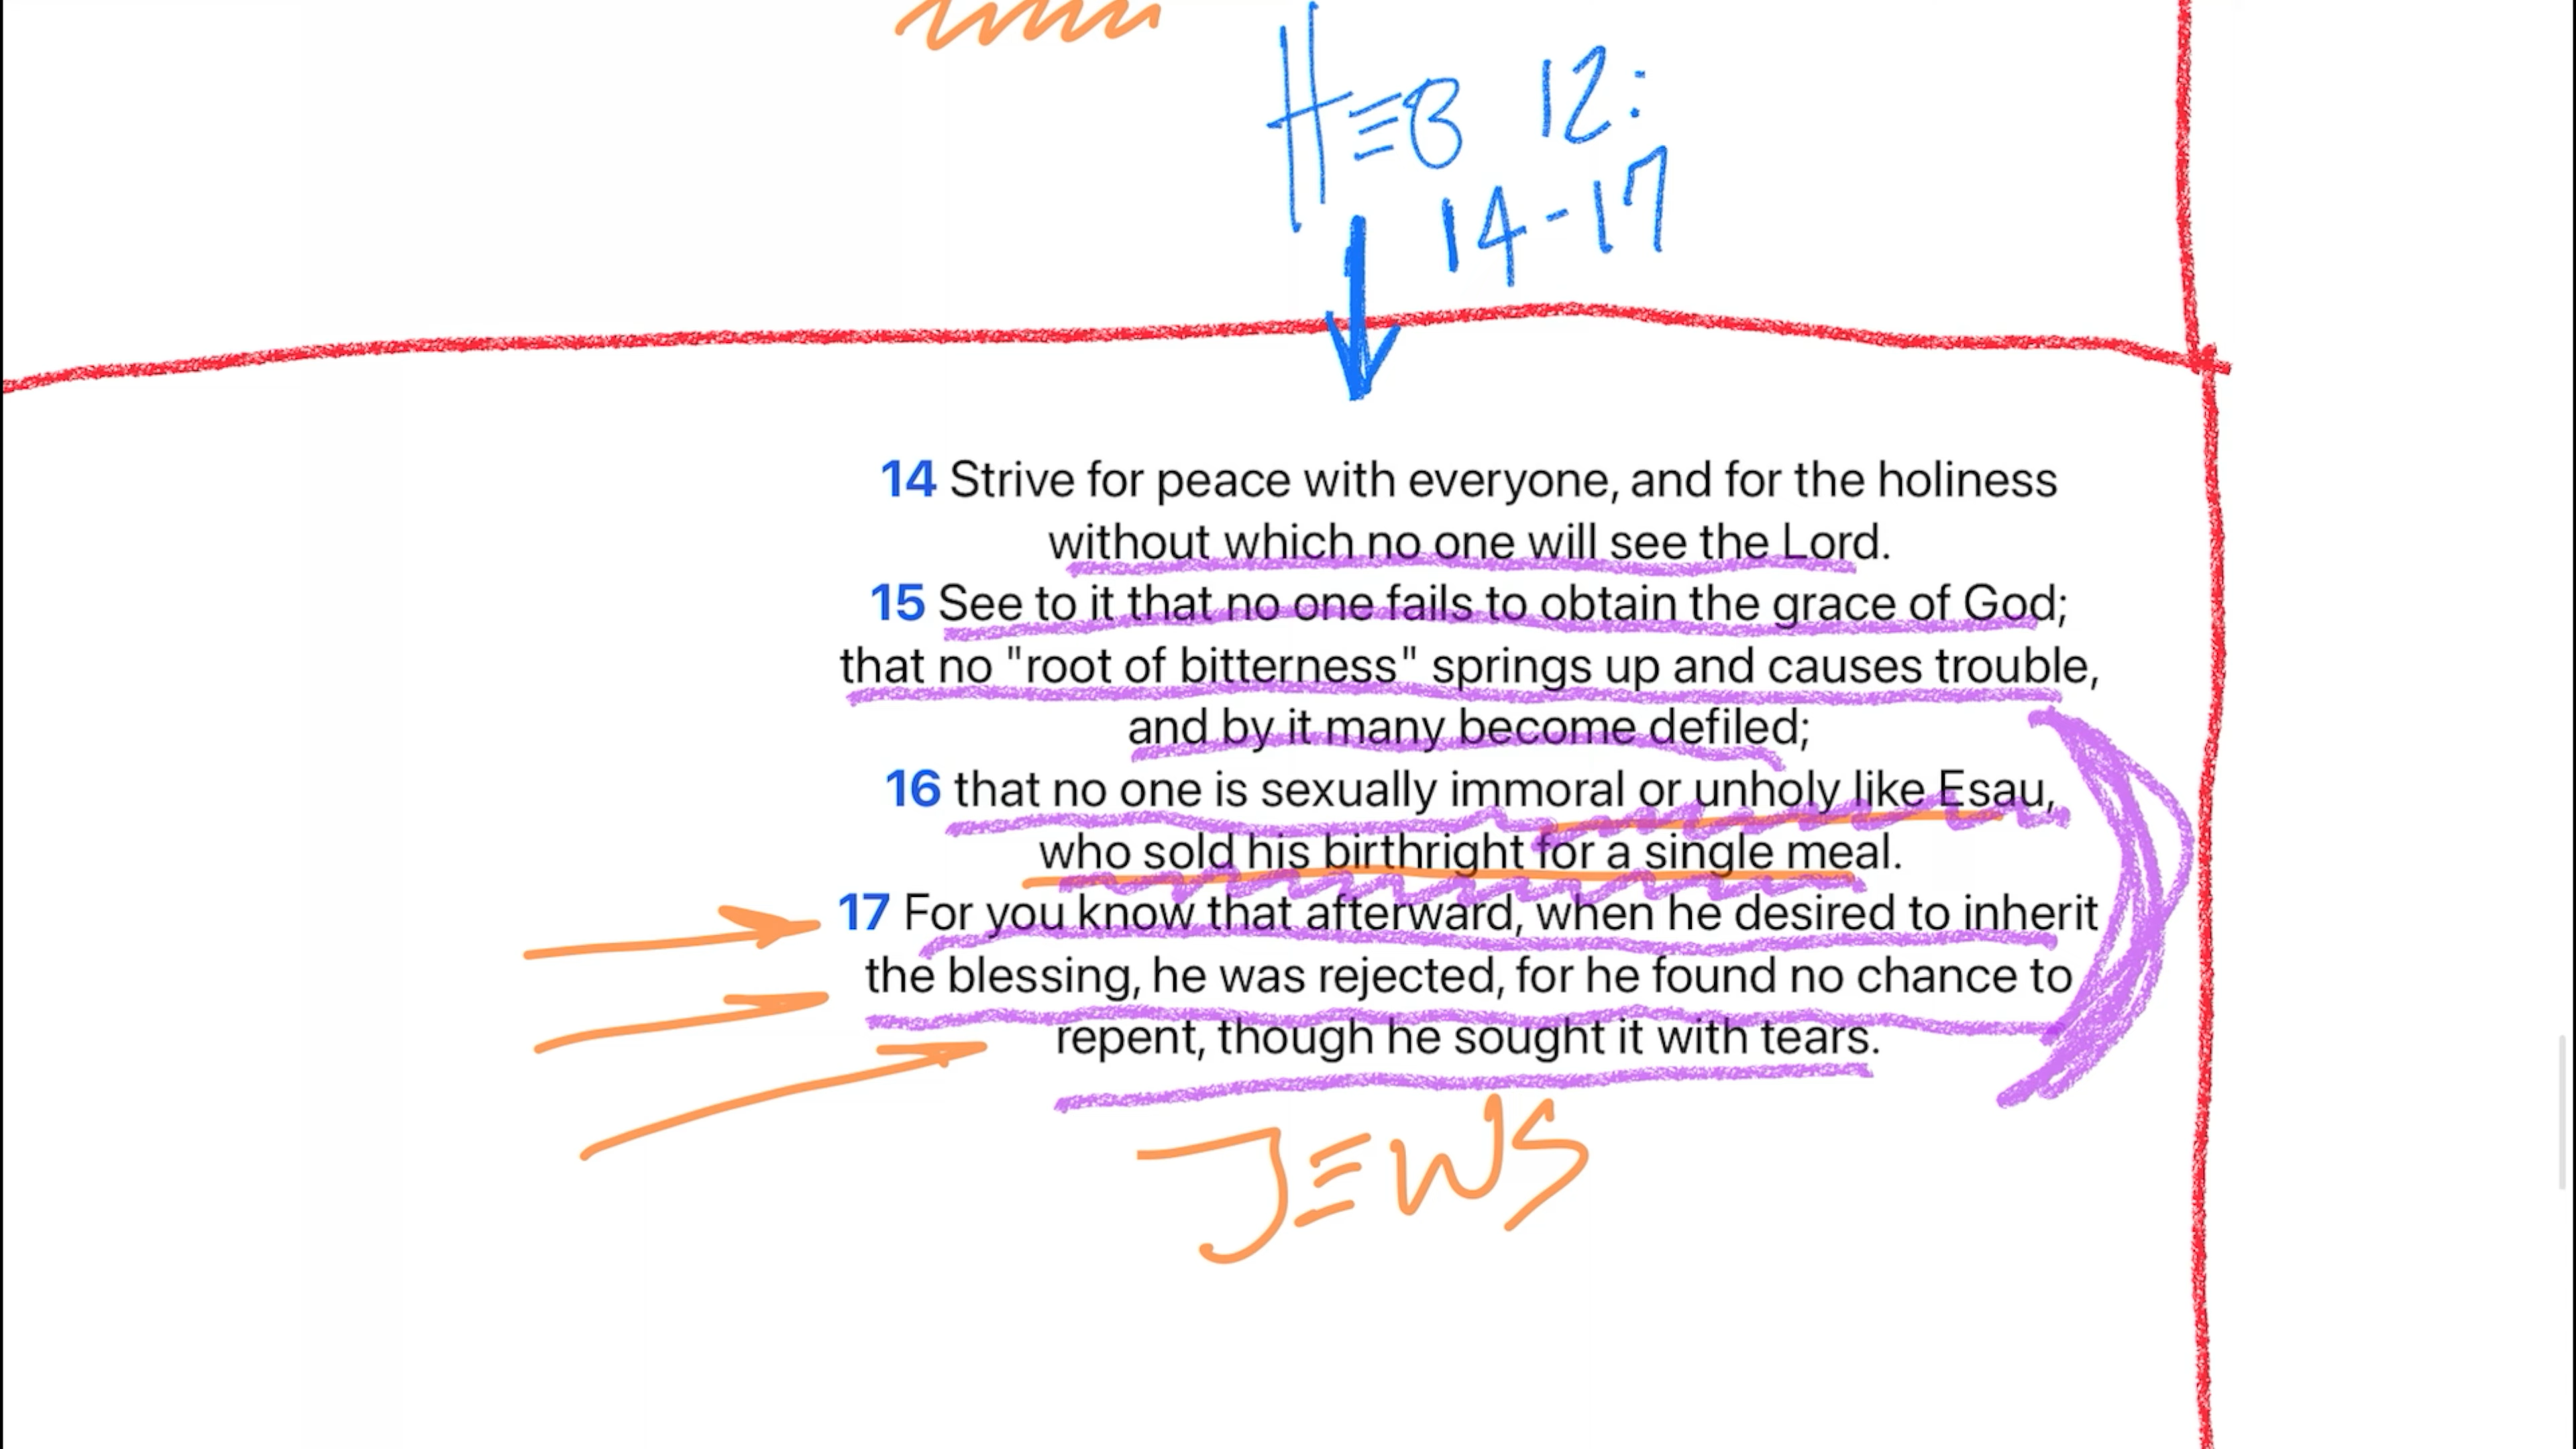 HEB 12:
14-17
14 Strive for peace with everyone, and for the holiness
without which no one will see the Lord.
15 See to it that no one fails to obtain the grace of God;
that no "root of bitterness" springs up and causes trouble,
and by it many become defiled;
16 that no one is sexually immoral or unholy like Esau,
who sold his birthright for a single meal.
17 For you know that afterward, when he desired to inherit
the blessing, he was rejected, for he found no chance to
repent, though he sought it with tears.
JEWS